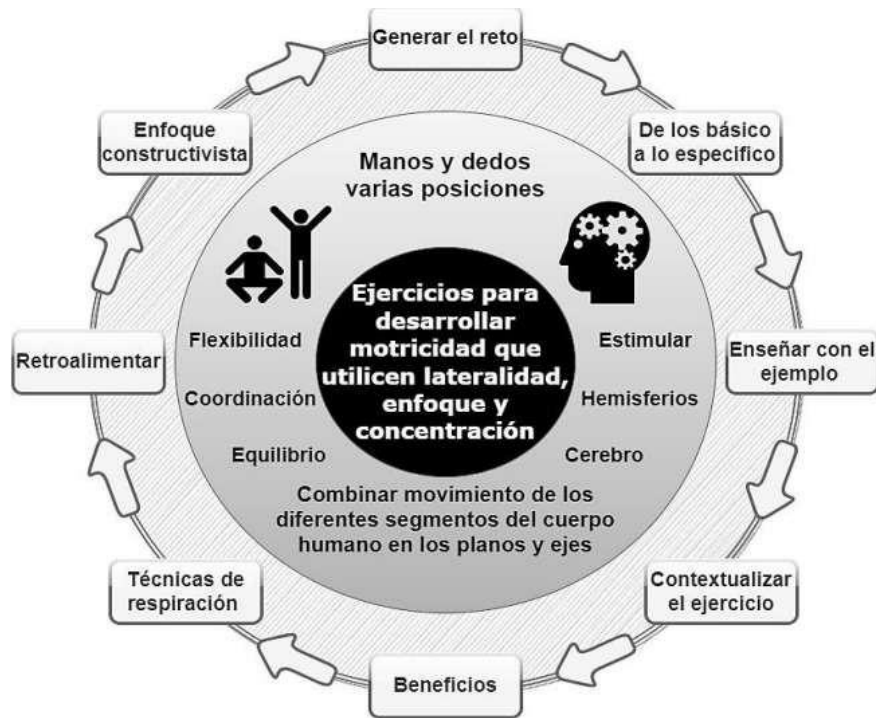 Generar el reto
Enfoque
constructivista
De los básico
a lo especifico
Manos y dedos
varias posiciones
Ejercicios para
desarrollar
motricidad que
utilicen lateralidad,
enfoque y
concentración
Flexibilidad
Estimular
Retroalimentar
Enseñar con el
ejemplo
Coordinación
Hemisferios
Equilibrio
Cerebro
Combinar movimiento de los
diferentes segmentos del cuerpo
humano en los planos y ejes
Técnicas de
respiración
Contextualizar
el ejercicio
Beneficios